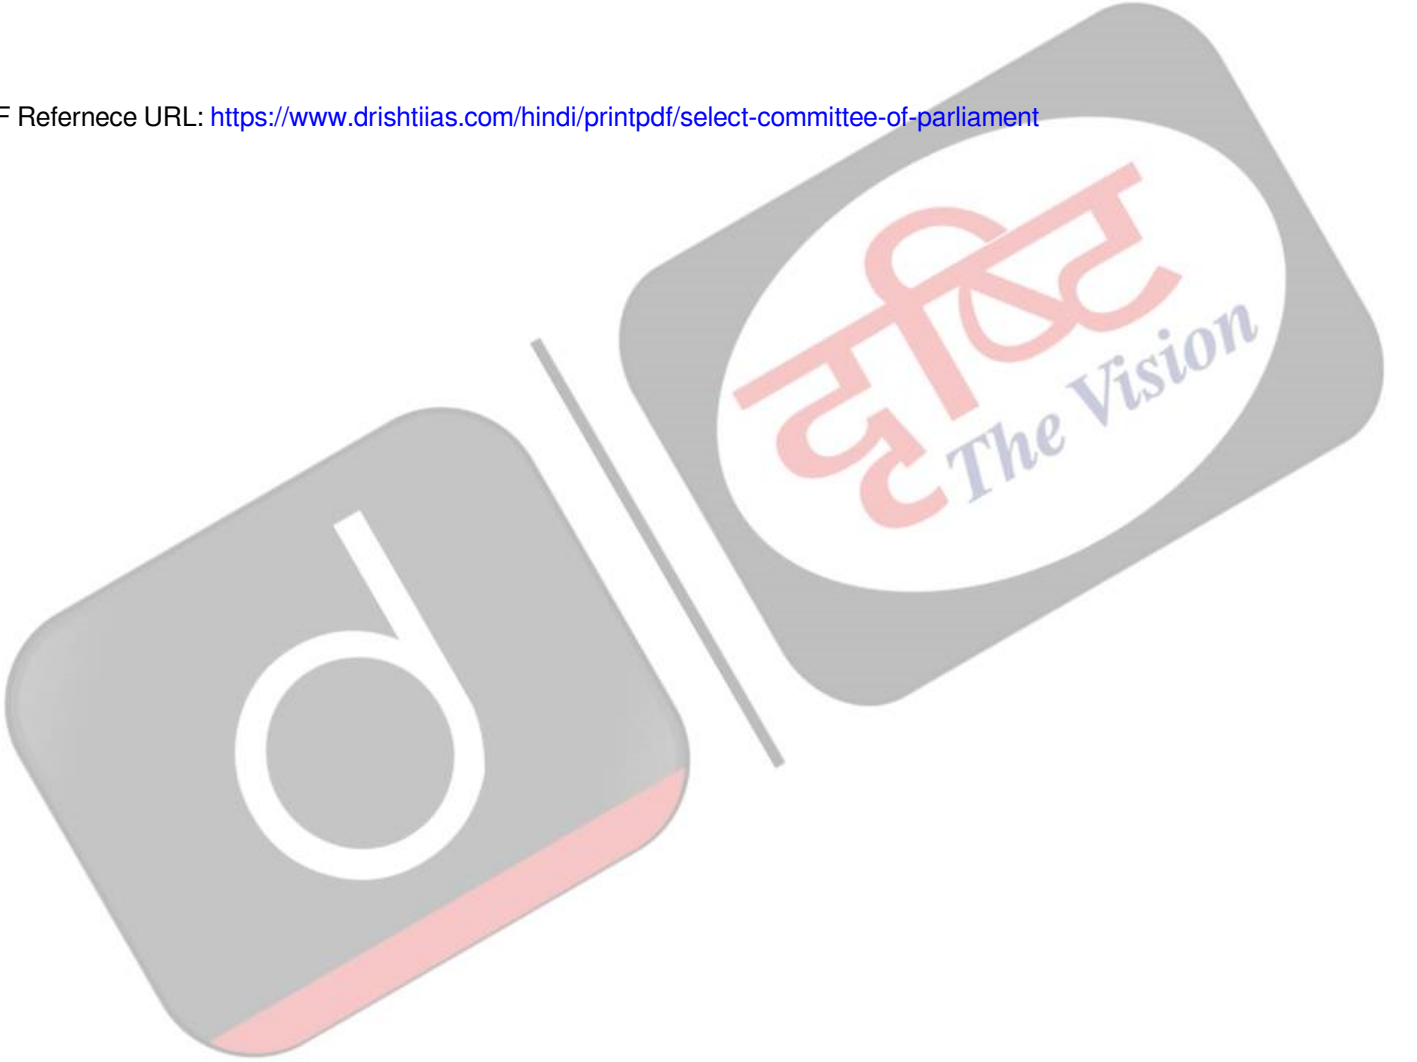 F Refernece URL: https://www.drishtiias.com/hindi/printpdf/select-committee-of-parliament
दृष्टि
The Vision
d